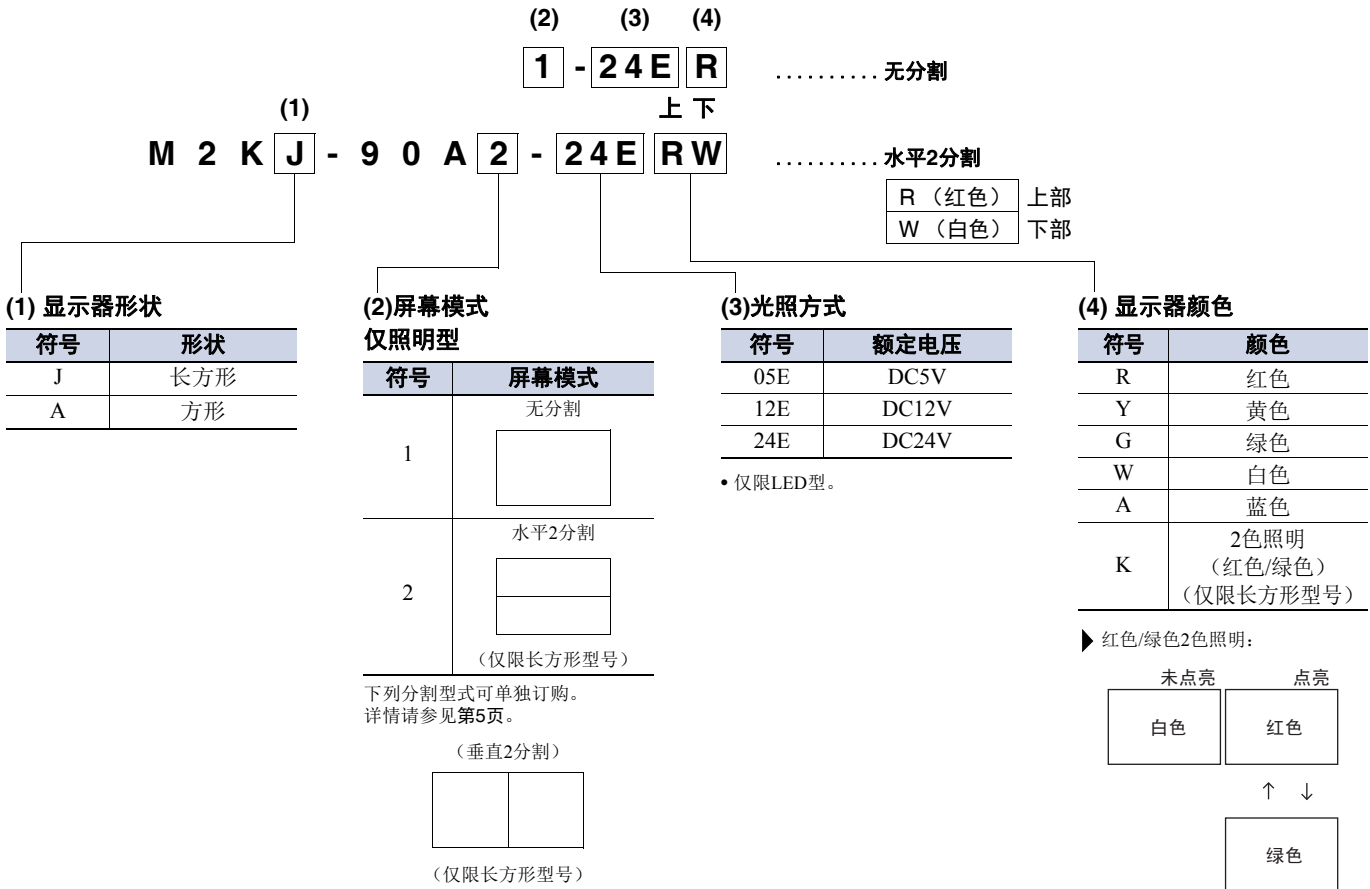 (2) (3) (4)
1 - 24E R .......... 无分割
(1) 上 下
M 2 K J - 9 0 A 2 - 24E RW .......... 水平2分割
R （红色） 上部
W （白色） 下部
(1) 显示器形状
符号 形状
J 长方形
A 方形
(2)屏幕模式
仅照明型
符号 屏幕模式
1 无分割
2 水平2分割
（仅限长方形型号）
下列分割型式可单独订购。
详情请参见第5页。
（垂直2分割）
（仅限长方形型号）
(3)光照方式
符号 额定电压
05E DC5V
12E DC12V
24E DC24V
• 仅限LED型。
(4) 显示器颜色
符号 颜色
R 红色
Y 黄色
G 绿色
W 白色
A 蓝色
K 2色照明
（红色/绿色）
（仅限长方形型号）
红色/绿色2色照明：
未点亮 点亮
白色 红色
↑ ↓
绿色